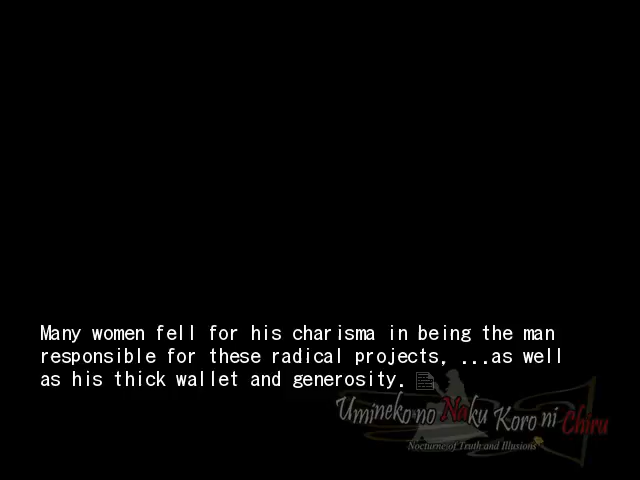 Many women fell for his charisma in being the man
responsible for these radical projects, ...as well
as his thick wallet and generosity.
Umineko no Naku Koro ni Chiru
Nocturne of Truth and Illusions